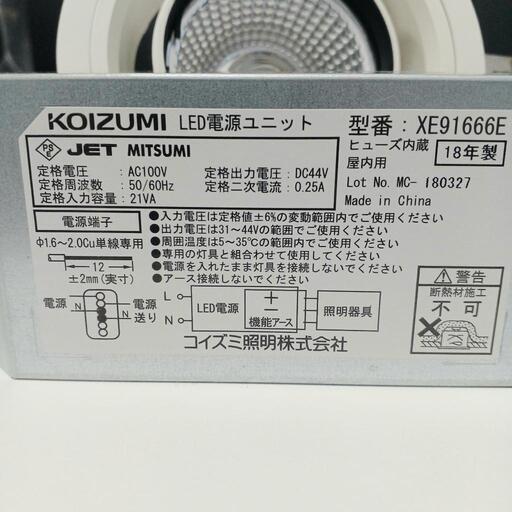 KOIZUMI LED電源ユニット 型番：XE91666E
PS E JET MITSUMI
ヒューズ内蔵
屋内用
18年製
定格電圧：AC100V 定格出力電圧：DC44V
定格周波数：50/60Hz 定格二次電流：0.25A
定格入力容量：21VA
Lot No. MC- 180327
Made in China
電源端子
Φ1.6～2.0Cu単線専用
12
±2mm(実寸)
●入力電圧は定格値±6%の変動範囲内でご使用ください
●出力電圧は31～44Vの範囲内でご使用ください
●周囲温度は5～35℃の範囲内でご使用ください
●専用の灯具と組合わせて使用してください
●電源を入れたまま灯具を接続しないでください
●アース接続しないでください
電源 N
電源送り N
L
N
LED電源
＋
－
機能アース
照明器具
コイズミ照明株式会社
警告
断熱材施工
不可